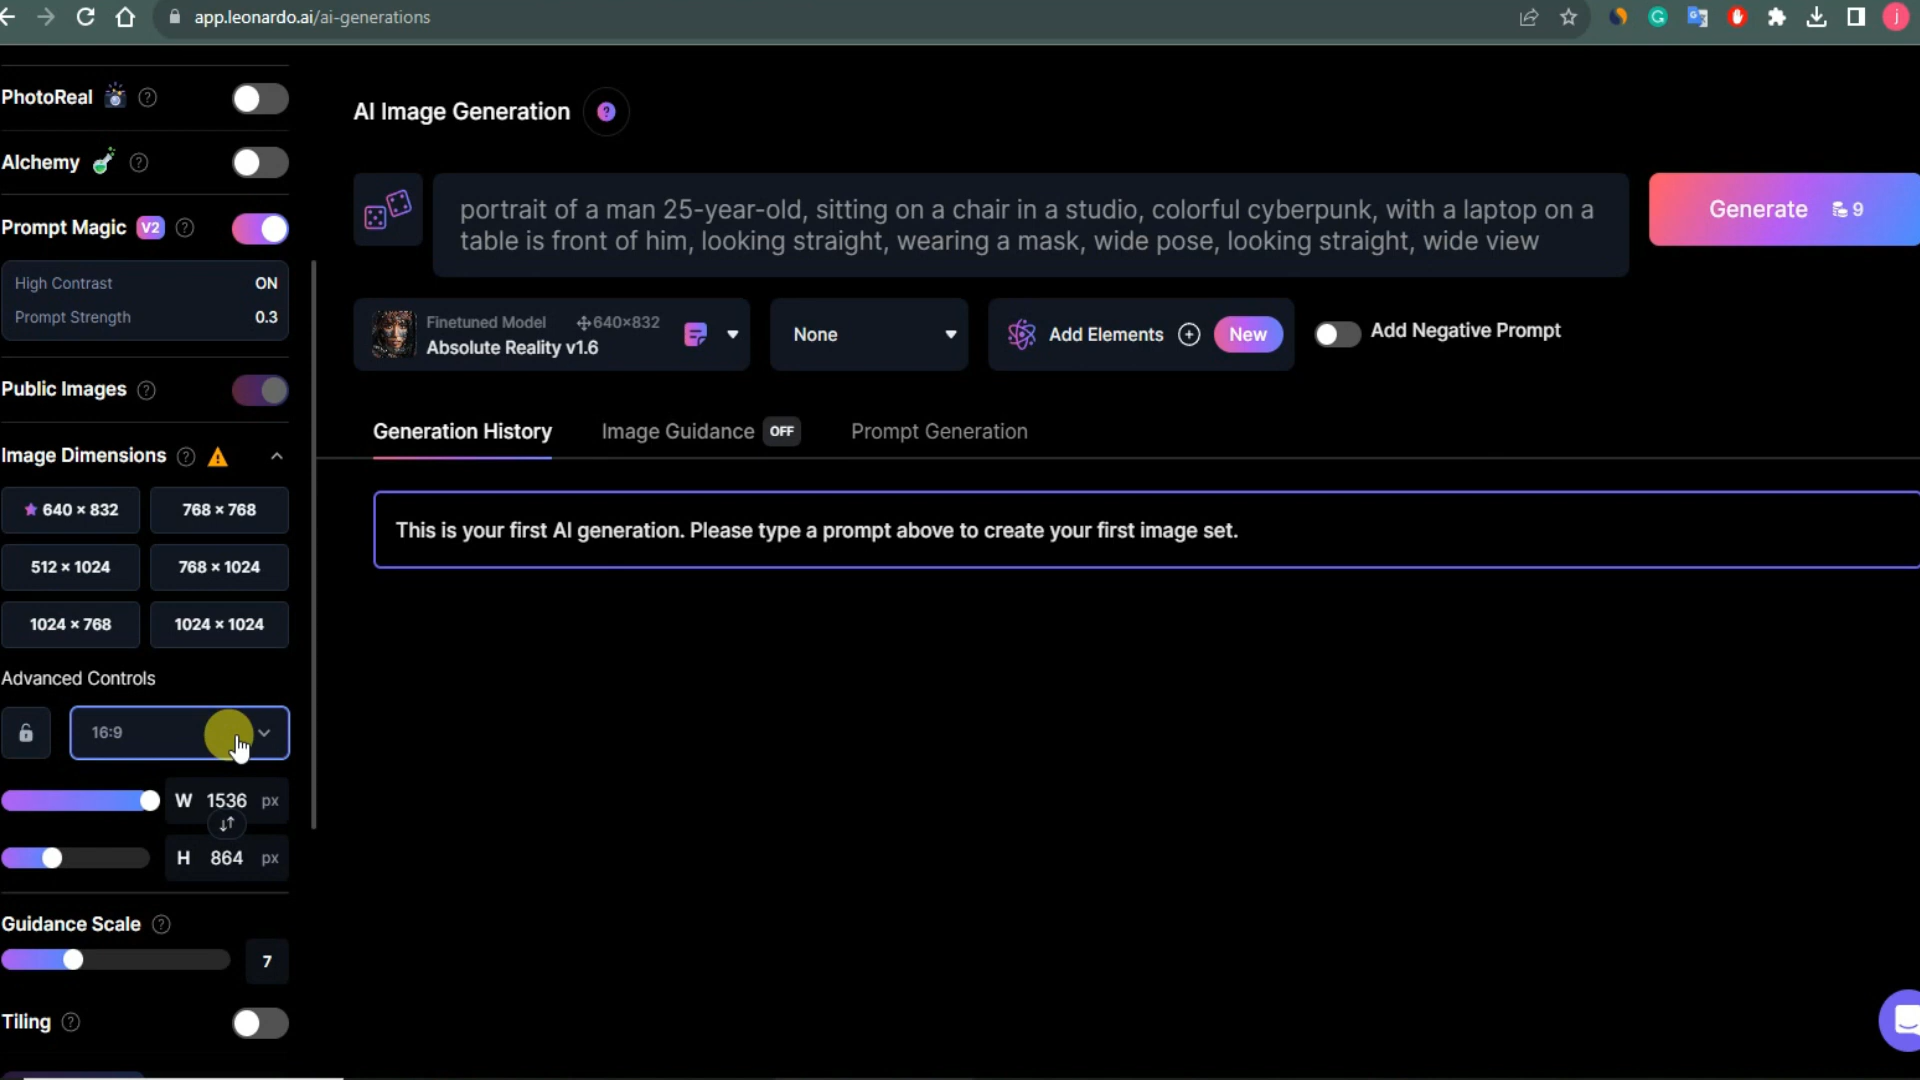 app.leonardo.ai/ai-generations
j
PhotoReal
Alchemy
Prompt Magic V2
High Contrast ON
Prompt Strength 0.3
Public Images
Image Dimensions
640 × 832 768 × 768
512 × 1024 768 × 1024
1024 × 768 1024 × 1024
Advanced Controls
16:9
W 1536 px
H 864 px
Guidance Scale
7
Tiling
AI Image Generation
portrait of a man 25-year-old, sitting on a chair in a studio, colorful cyberpunk, with a laptop on a
table is front of him, looking straight, wearing a mask, wide pose, looking straight, wide view
Generate 9
Finetuned Model 640×832
Absolute Reality v1.6
None
Add Elements New
Add Negative Prompt
Generation History Image Guidance OFF Prompt Generation
This is your first AI generation. Please type a prompt above to create your first image set.